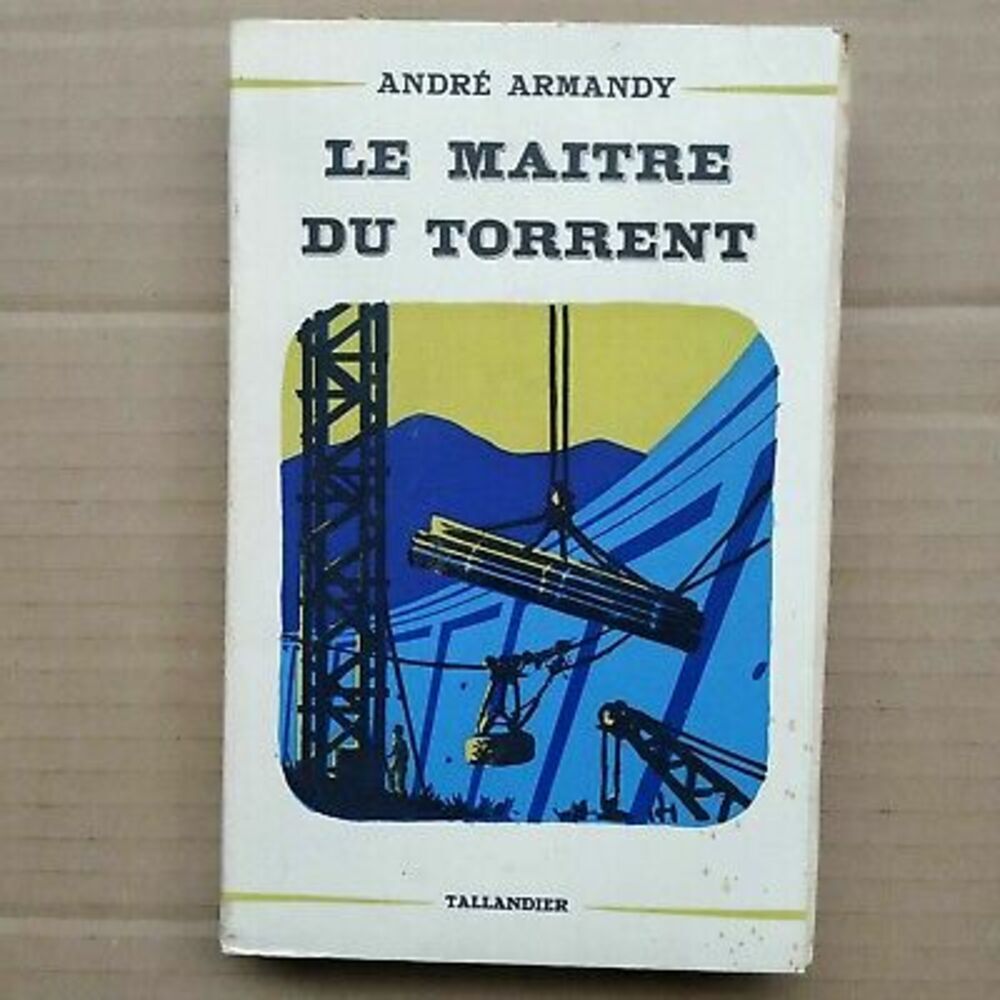 ANDRÉ ARMANDY
LE MAITRE
DU TORRENT
TALLANDIER